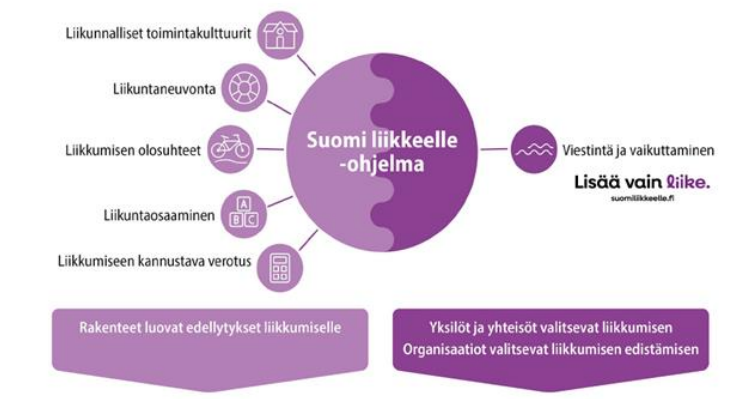 Liikunnalliset toimintakulttuurit
Liikuntaneuvonta
Liikkumisen olosuhteet
Liikuntaosaaminen
A
B C
Liikkumiseen kannustava verotus
Suomi liikkeelle
-ohjelma
Viestintä ja vaikuttaminen
Lisää vain liike.
suomiliikkeelle.fi
Rakenteet luovat edellytykset liikkumiselle
Yksilöt ja yhteisöt valitsevat liikkumisen
Organisaatiot valitsevat liikkumisen edistämisen